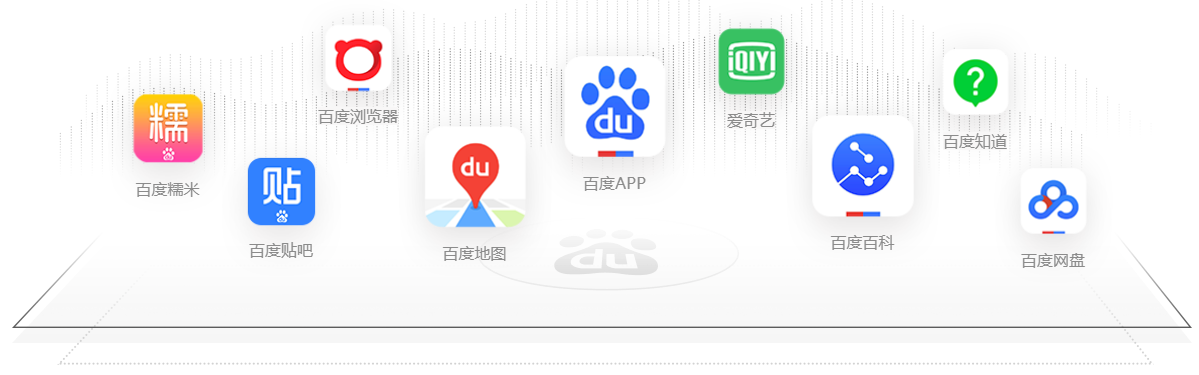 糯
百度糯米
百度浏览器
贴
百度贴吧
du
百度地图
du
百度APP
iQIYI
爱奇艺
百度百科
?
百度知道
百度网盘
du